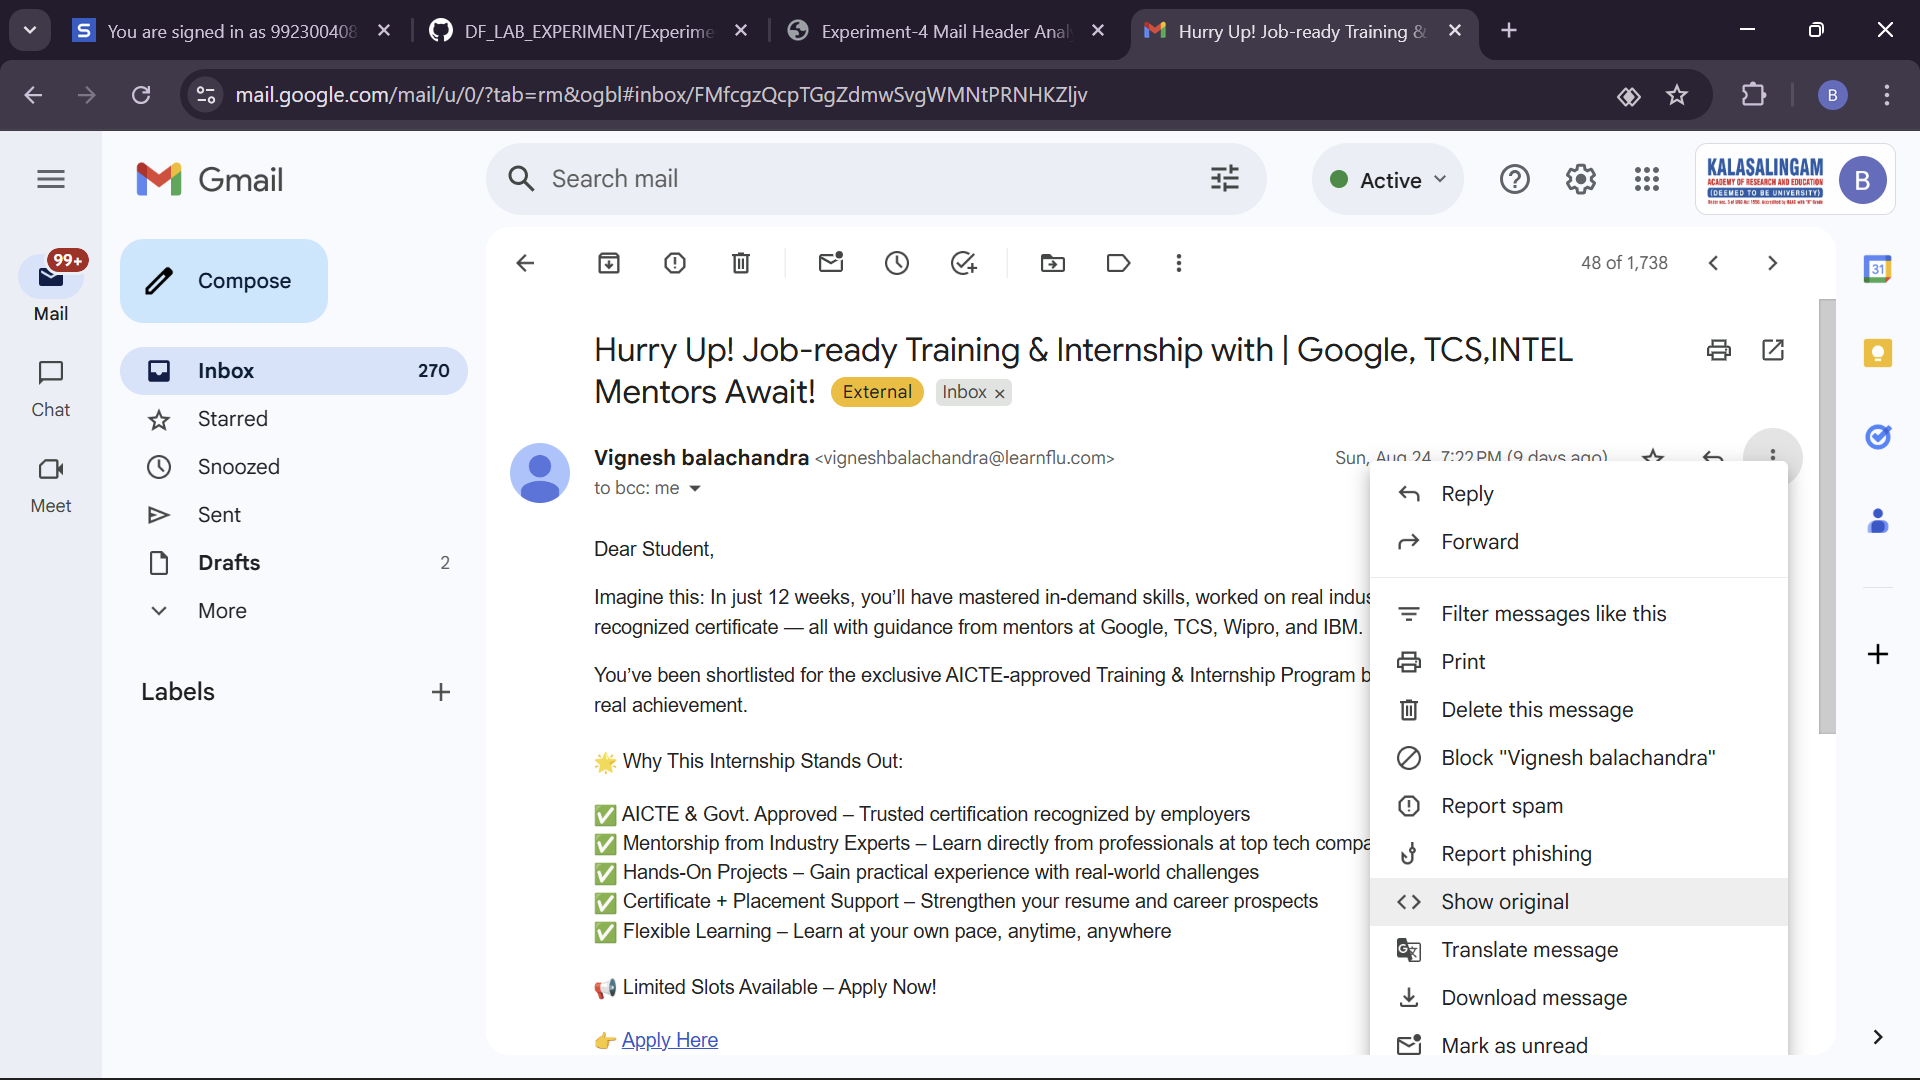 You are signed in as 992300408
DF_LAB_EXPERIMENT/Experime
Experiment-4 Mail Header Anal
Hurry Up! Job-ready Training &
mail.google.com/mail/u/0/?tab=rm&ogbl#inbox/FMfcgzQcpTGgZdmwSvgWMNtPRNHKZljv
B
Gmail
Search mail
Active
KALASALINGAM
ACADEMY OF RESEARCH AND EDUCATION
(DEEMED TO BE UNIVERSITY)
B
99+
Mail
Chat
Meet
Compose
Inbox 270
Starred
Snoozed
Sent
Drafts 2
More
Labels
48 of 1,738
31
Hurry Up! Job-ready Training & Internship with | Google, TCS,INTEL
Mentors Await! External Inbox ×
Vignesh balachandra <vigneshbalachandra@learnflu.com>
Sun, Aug 24, 7:22 PM (9 days ago)
to bcc: me
Dear Student,
Imagine this: In just 12 weeks, you’ll have mastered in-demand skills, worked on real indus
recognized certificate — all with guidance from mentors at Google, TCS, Wipro, and IBM.
You’ve been shortlisted for the exclusive AICTE-approved Training & Internship Program b
real achievement.
🌟 Why This Internship Stands Out:
✅ AICTE & Govt. Approved – Trusted certification recognized by employers
✅ Mentorship from Industry Experts – Learn directly from professionals at top tech compa
✅ Hands-On Projects – Gain practical experience with real-world challenges
✅ Certificate + Placement Support – Strengthen your resume and career prospects
✅ Flexible Learning – Learn at your own pace, anytime, anywhere
📢 Limited Slots Available – Apply Now!
👉 Apply Here
Reply
Forward
Filter messages like this
Print
Delete this message
Block "Vignesh balachandra"
Report spam
Report phishing
Show original
Translate message
Download message
Mark as unread